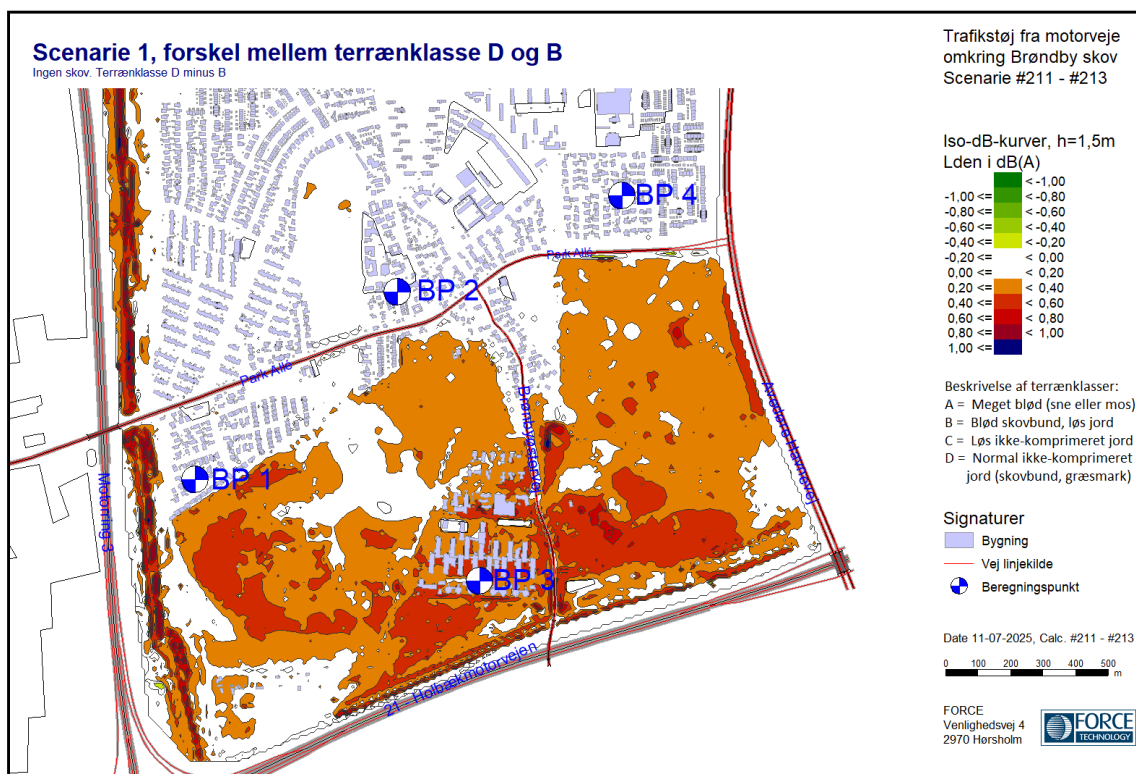 Scenarie 1, forskel mellem terrænklasse D og B
Ingen skov. Terrænklasse D minus B
BP 4
Park Allé
BP 2
Park Allé
Brøndbyvestervej
Avedøre Havnevej
BP 1
Motorring 3
BP 3
21 - Holbækmotorvejen
Trafikstøj fra motorveje
omkring Brøndby skov
Scenarie #211 - #213
Iso-dB-kurver, h=1,5m
Lden i dB(A)
< -1,00
-1,00 <= < -0,80
-0,80 <= < -0,60
-0,60 <= < -0,40
-0,40 <= < -0,20
-0,20 <= < 0,00
0,00 <= < 0,20
0,20 <= < 0,40
0,40 <= < 0,60
0,60 <= < 0,80
0,80 <= < 1,00
1,00 <=
Beskrivelse af terrænklasser:
A = Meget blød (sne eller mos)
B = Blød skovbund, løs jord
C = Løs ikke-komprimeret jord
D = Normal ikke-komprimeret
jord (skovbund, græsmark)
Signaturer
Bygning
Vej linjekilde
Beregningspunkt
Date 11-07-2025, Calc. #211 - #213
0 100 200 300 400 500
m
FORCE
Venlighedsvej 4
2970 Hørsholm
FORCE
TECHNOLOGY